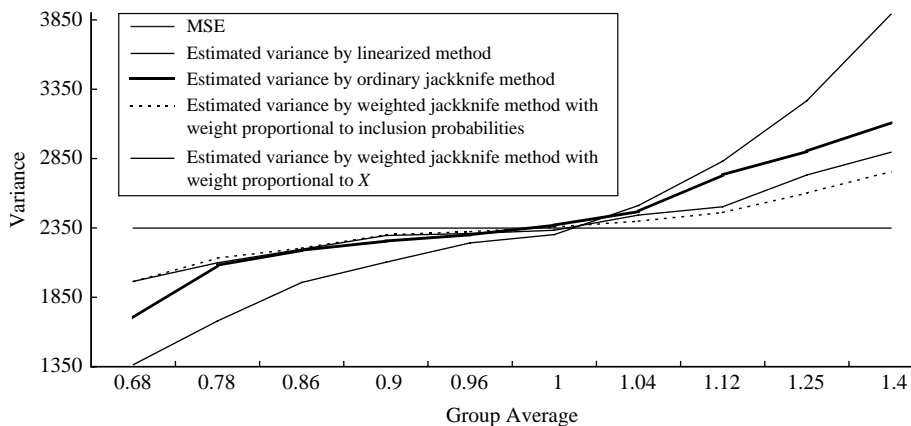 3850
3350
2850
2350
1850
1350
Variance
MSE
Estimated variance by linearized method
Estimated variance by ordinary jackknife method
Estimated variance by weighted jackknife method with
weight proportional to inclusion probabilities
Estimated variance by weighted jackknife method with
weight proportional to X
0.68 0.78 0.86 0.9 0.96 1 1.04 1.12 1.25 1.4
Group Average